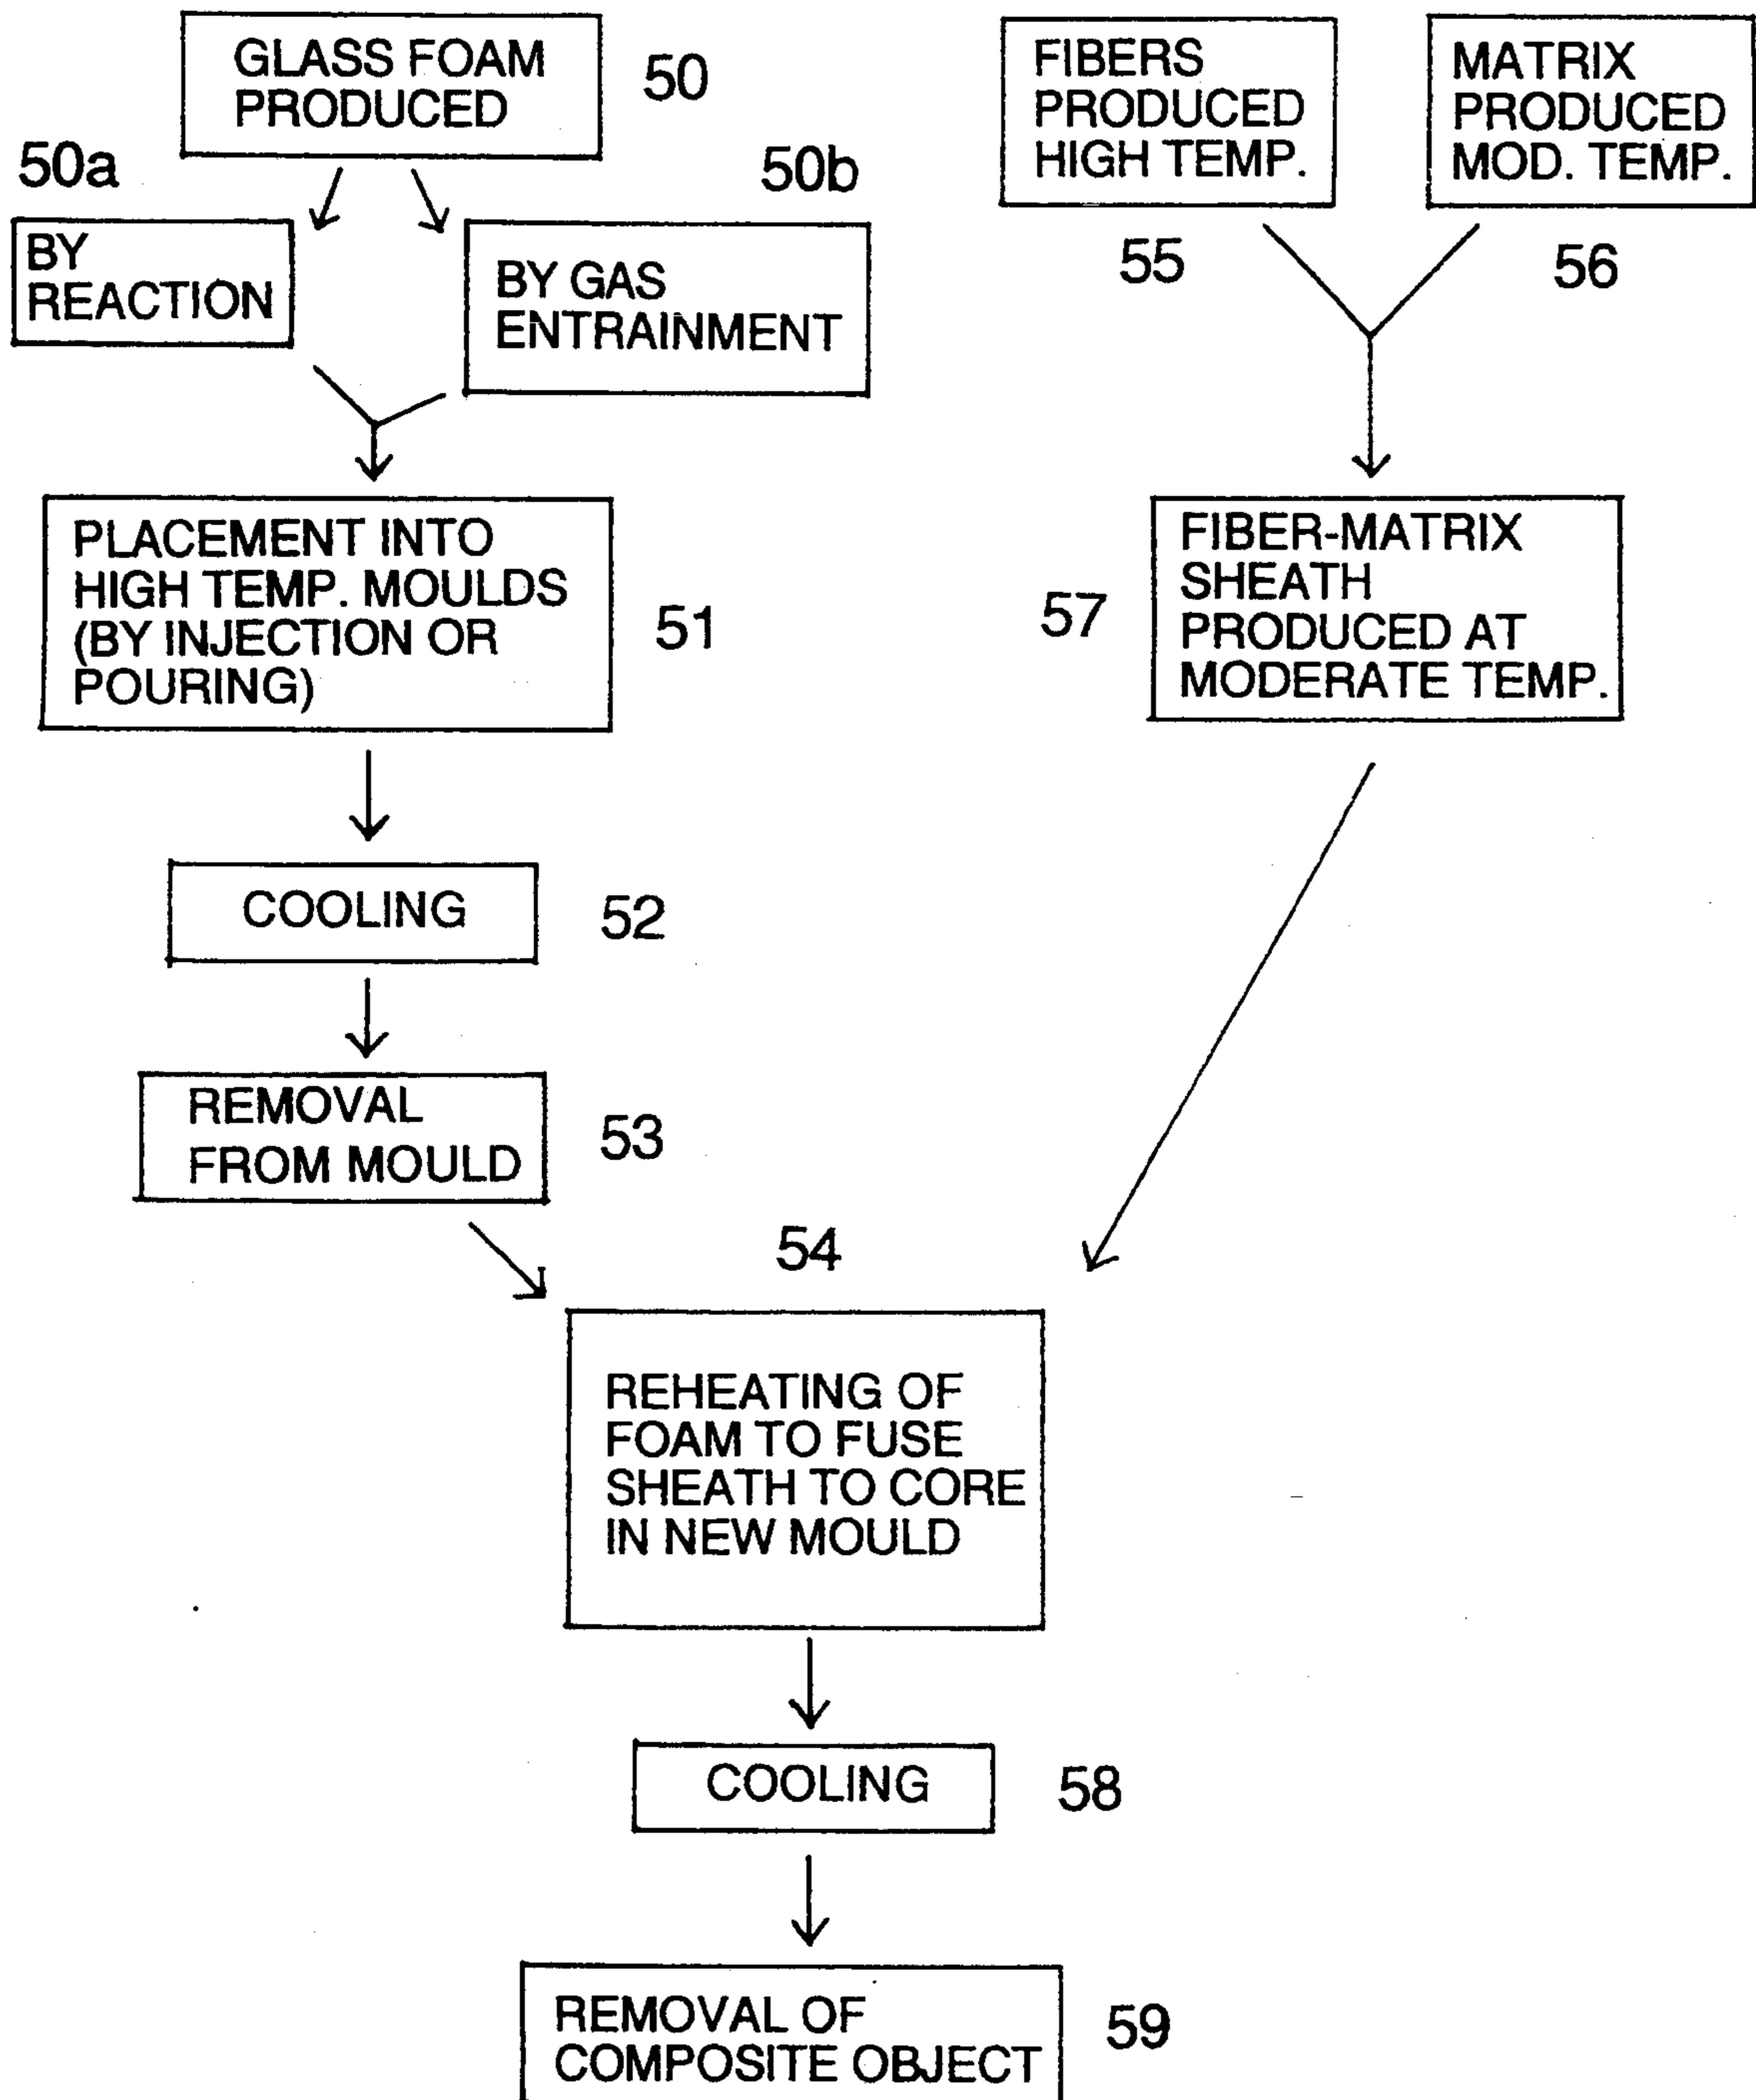 GLASS FOAM
PRODUCED
50
50a
BY
REACTION
50b
BY GAS
ENTRAINMENT
PLACEMENT INTO
HIGH TEMP. MOULDS
(BY INJECTION OR
POURING)
51
COOLING
52
REMOVAL
FROM MOULD
53
FIBERS
PRODUCED
HIGH TEMP.
55
MATRIX
PRODUCED
MOD. TEMP.
56
FIBER-MATRIX
SHEATH
PRODUCED AT
MODERATE TEMP.
57
54
REHEATING OF
FOAM TO FUSE
SHEATH TO CORE
IN NEW MOULD
COOLING
58
REMOVAL OF
COMPOSITE OBJECT
59